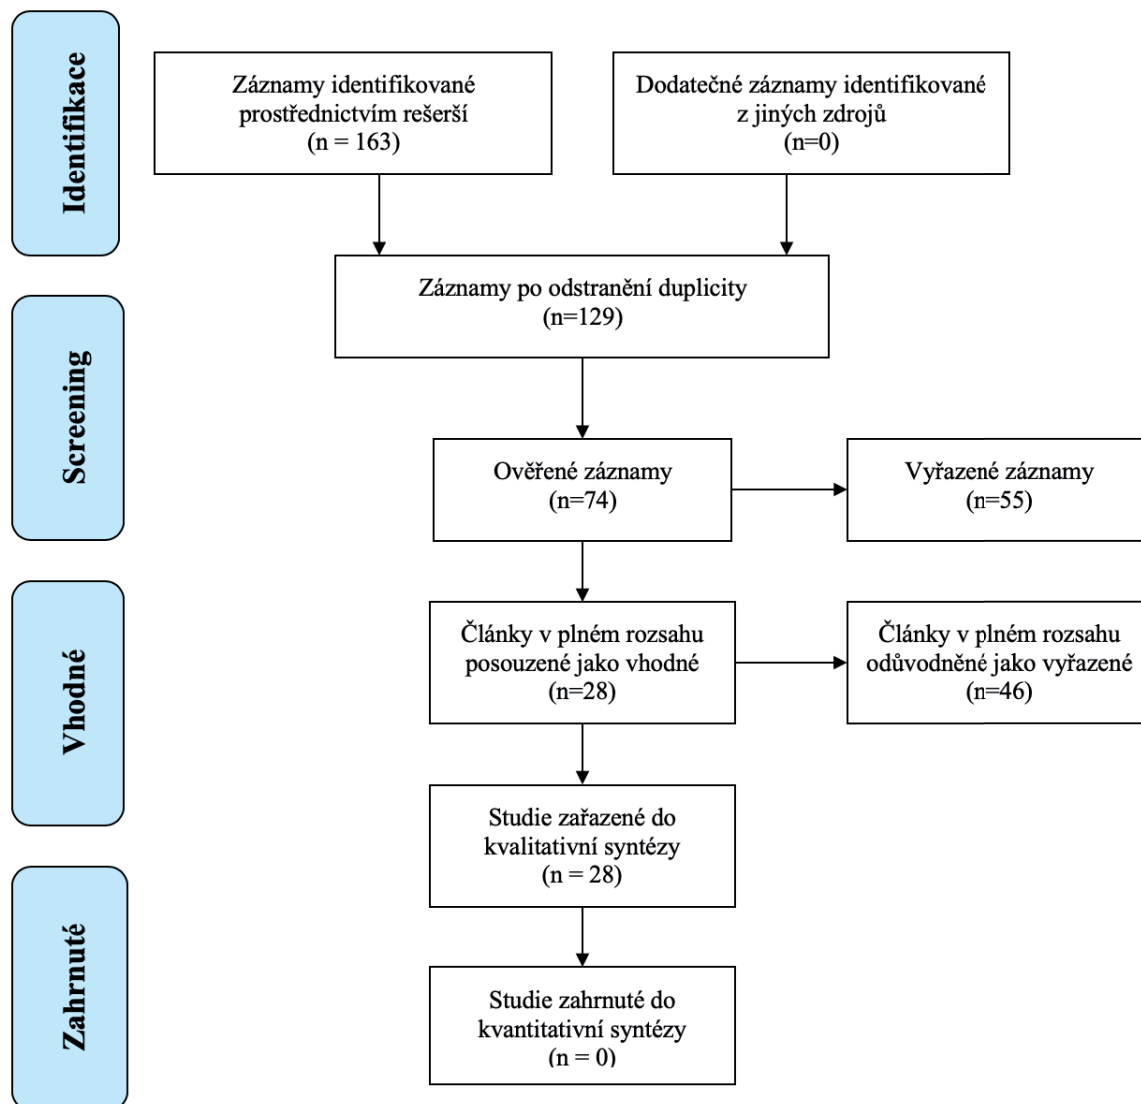 Identifikace
Záznamy identifikované
prostřednictvím rešerší
(n = 163)
Dodatečné záznamy identifikované
z jiných zdrojů
(n=0)
Záznamy po odstranění duplicity
(n=129)
Screening
Ověřené záznamy
(n=74)
Vyřazené záznamy
(n=55)
Vhodné
Články v plném rozsahu
posouzené jako vhodné
(n=28)
Články v plném rozsahu
odůvodněné jako vyřazené
(n=46)
Studie zařazené do
kvalitativní syntézy
(n = 28)
Zahrnuté
Studie zahrnuté do
kvantitativní syntézy
(n = 0)